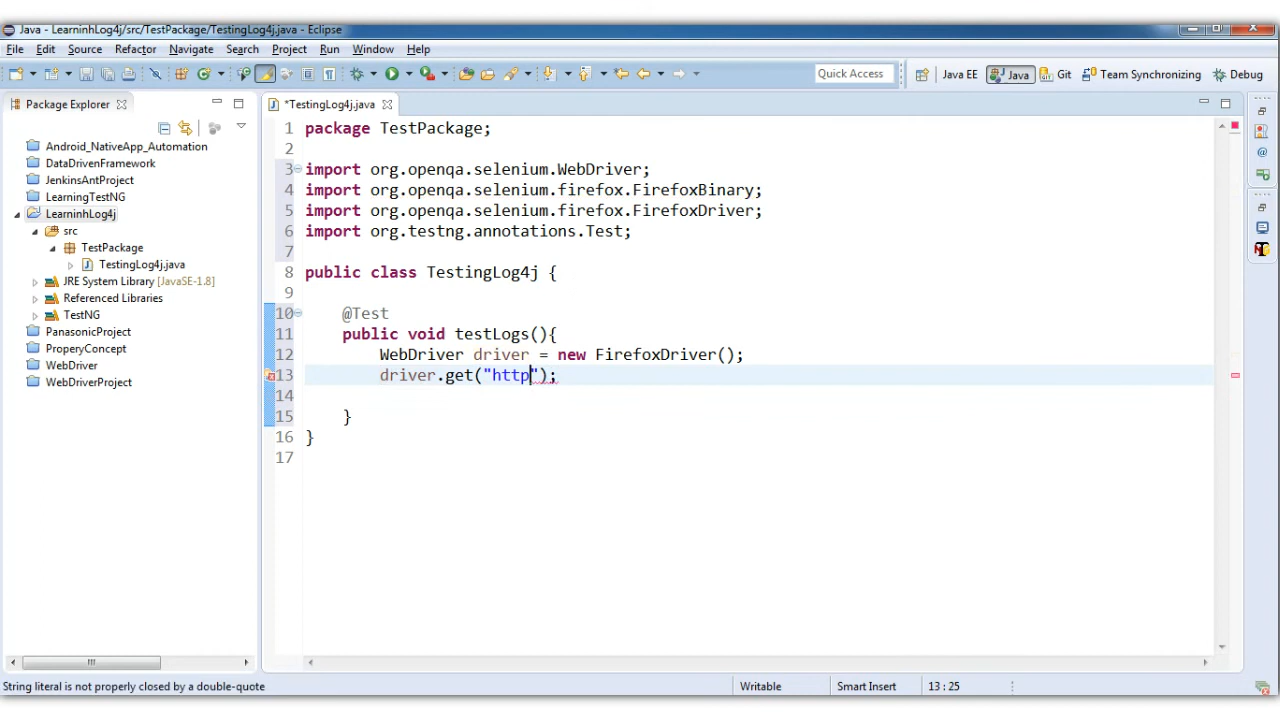 Java - LearninhLog4j/src/TestPackage/TestingLog4j.java - Eclipse
File Edit Source Refactor Navigate Search Project Run Window Help
Quick Access Java EE Java Git Team Synchronizing Debug
Package Explorer
Android_NativeApp_Automation
DataDrivenFramework
JenkinsAntProject
LearningTestNG
LearninhLog4j
src
TestPackage
TestingLog4j.java
JRE System Library [JavaSE-1.8]
Referenced Libraries
TestNG
PanasonicProject
ProperyConcept
WebDriver
WebDriverProject
*TestingLog4j.java
1 package TestPackage;
2
3 import org.openqa.selenium.WebDriver;
4 import org.openqa.selenium.firefox.FirefoxBinary;
5 import org.openqa.selenium.firefox.FirefoxDriver;
6 import org.testng.annotations.Test;
7
8 public class TestingLog4j {
9
10 @Test
11 public void testLogs(){
12 WebDriver driver = new FirefoxDriver();
13 driver.get("http");
14
15 }
16 }
17
String literal is not properly closed by a double-quote Writable Smart Insert 13 : 25